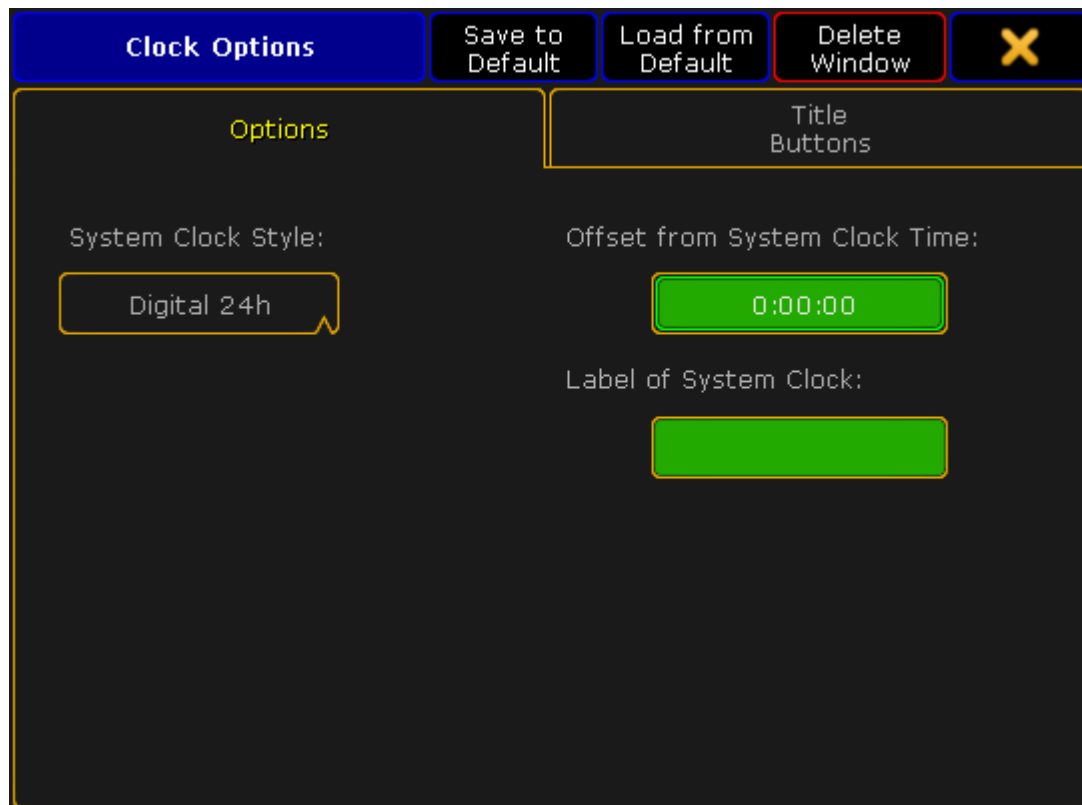 Clock Options
Save to
Default
Load from
Default
Delete
Window
Options
Title
Buttons
System Clock Style:
Offset from System Clock Time:
Digital 24h
0:00:00
Label of System Clock: